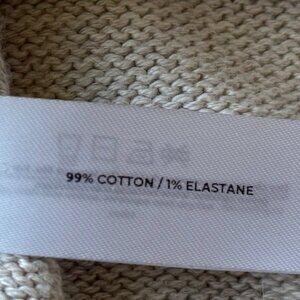 99% COTTON / 1% ELASTANE